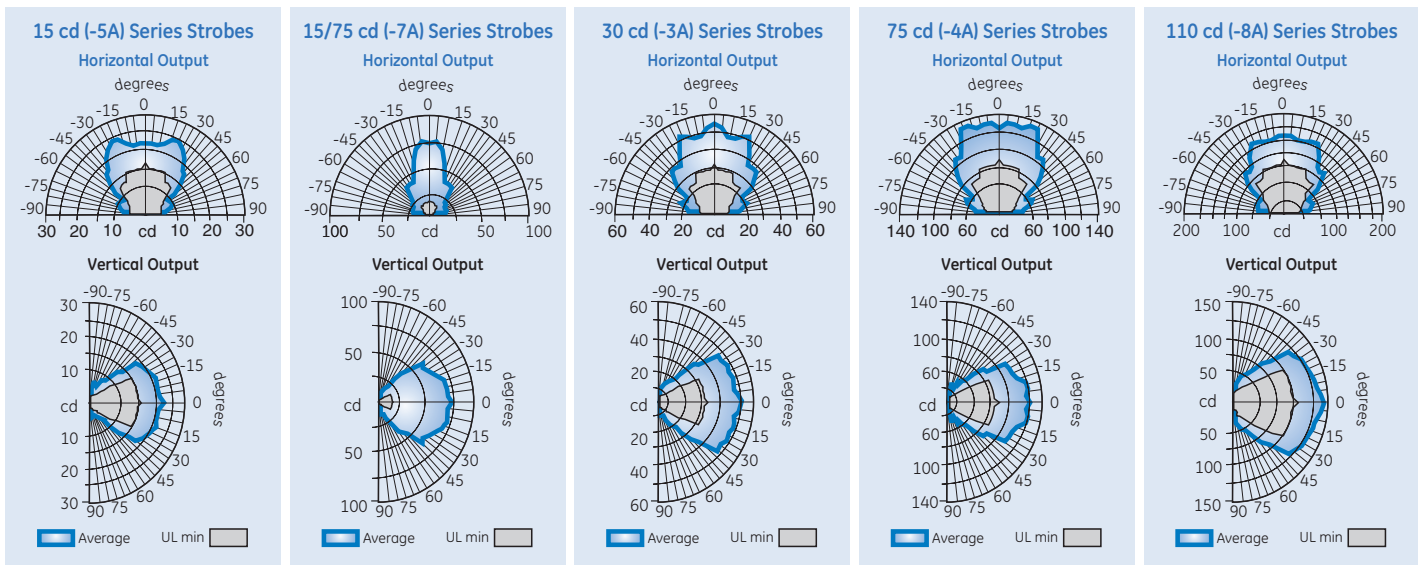 15 cd (-5A) Series Strobes
Horizontal Output
degrees
0
-15 15
-30 30
-45 45
-60 60
-75 75
-90 90
30 20 10 cd 10 20 30
Vertical Output
30 -90 -75 -60
-45
20 -30
10 -15
cd 0 degrees
10 15
20 30
45
30 90 75 60
Average UL min
15/75 cd (-7A) Series Strobes
Horizontal Output
degrees
0
-15 15
-30 30
-45 45
-60 60
-75 75
-90 90
100 50 cd 50 100
Vertical Output
100 -90 -75 -60
-45
50 -30
-15
cd 0 degrees
15
50 30
45
100 90 75 60
Average UL min
30 cd (-3A) Series Strobes
Horizontal Output
degrees
0
-15 15
-30 30
-45 45
-60 60
-75 75
-90 90
60 40 20 cd 20 40 60
Vertical Output
60 -90 -75 -60
-45
40 -30
20 -15
cd 0 degrees
20 15
40 30
45
60 90 75 60
Average UL min
75 cd (-4A) Series Strobes
Horizontal Output
degrees
0
-15 15
-30 30
-45 45
-60 60
-75 75
-90 90
140 100 60 cd 60 100 140
Vertical Output
140 -90 -75 -60
-45
100 -30
60 -15
cd 0 degrees
60 15
100 30
45
140 90 75 60
Average UL min
110 cd (-8A) Series Strobes
Horizontal Output
degrees
0
-15 15
-30 30
-45 45
-60 60
-75 75
-90 90
200 100 cd 100 200
Vertical Output
150 -90 -75 -60
-45
100 -30
50 -15
cd 0 degrees
50 15
100 30
45
150 90 75 60
Average UL min